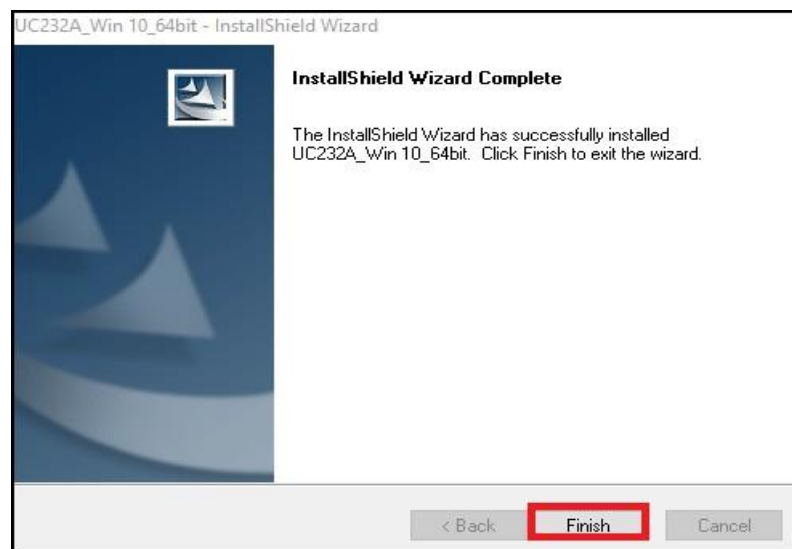 UC232A_Win 10_64bit - InstallShield Wizard
InstallShield Wizard Complete
The InstallShield Wizard has successfully installed
UC232A_Win 10_64bit. Click Finish to exit the wizard.
< Back
Finish
Cancel